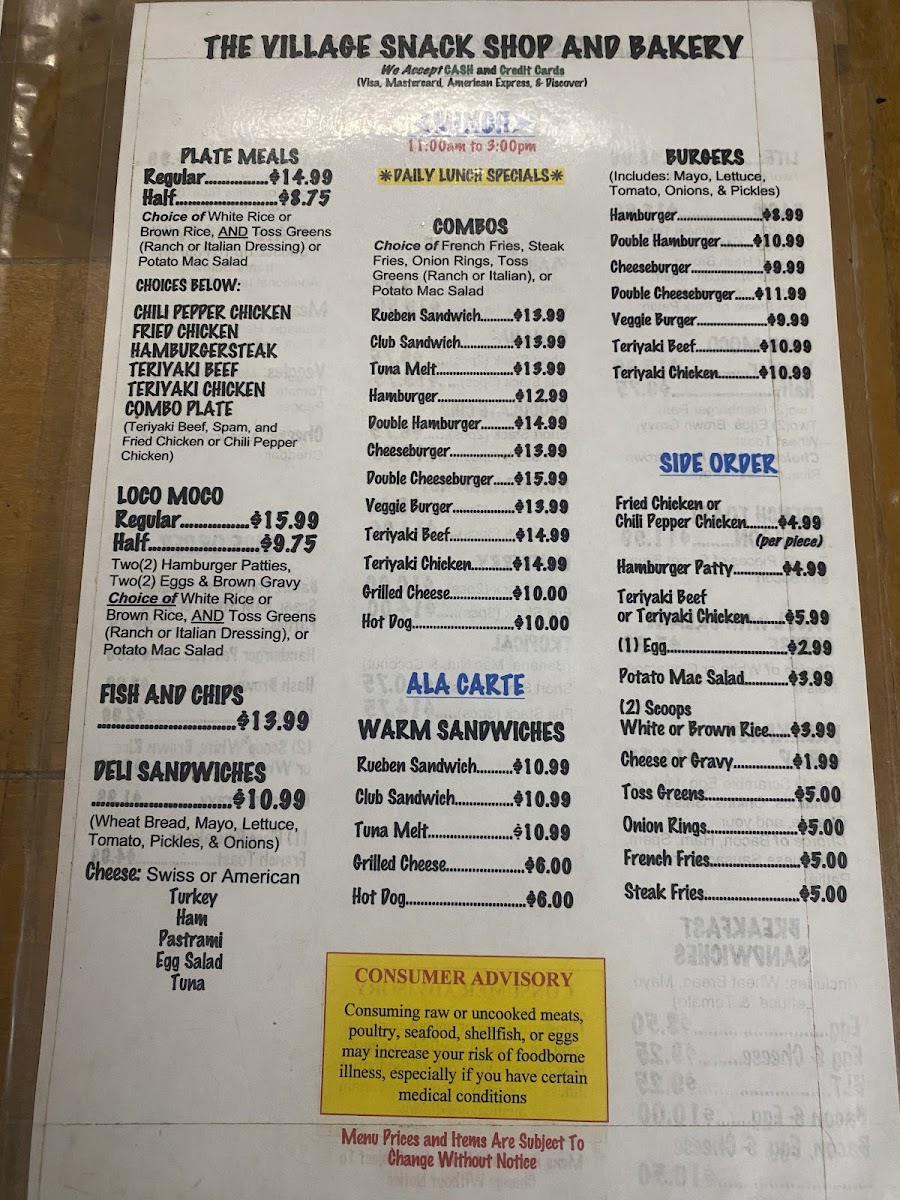 THE VILLAGE SNACK SHOP AND BAKERY
We Accept CASH and Credit Cards
(Visa, Mastercard, American Express, & Discover)
LUNCH
11:00am to 3:00pm
*DAILY LUNCH SPECIALS*
PLATE MEALS
Regular...............$14.99
Half......................$8.75
Choice of White Rice or
Brown Rice, AND Toss Greens
(Ranch or Italian Dressing) or
Potato Mac Salad
CHOICES BELOW:
CHILI PEPPER CHICKEN
FRIED CHICKEN
HAMBURGERSTEAK
TERIYAKI BEEF
TERIYAKI CHICKEN
COMBO PLATE
(Teriyaki Beef, Spam, and
Fried Chicken or Chili Pepper
Chicken)
LOCO MOCO
Regular...............$15.99
Half........................$9.75
Two(2) Hamburger Patties,
Two(2) Eggs & Brown Gravy
Choice of White Rice or
Brown Rice, AND Toss Greens
(Ranch or Italian Dressing), or
Potato Mac Salad
FISH AND CHIPS
..............................$13.99
DELI SANDWICHES
..............................$10.99
(Wheat Bread, Mayo, Lettuce,
Tomato, Pickles, & Onions)
Cheese: Swiss or American
Turkey
Ham
Pastrami
Egg Salad
Tuna
COMBOS
Choice of French Fries, Steak
Fries, Onion Rings, Toss
Greens (Ranch or Italian), or
Potato Mac Salad
Rueben Sandwich.........$13.99
Club Sandwich...............$13.99
Tuna Melt......................$13.99
Hamburger......................$12.99
Double Hamburger.........$14.99
Cheeseburger..................$13.99
Double Cheeseburger......$15.99
Veggie Burger.................$13.99
Teriyaki Beef..................$14.99
Teriyaki Chicken............$14.99
Grilled Cheese.................$10.00
Hot Dog............................$10.00
ALA CARTE
WARM SANDWICHES
Rueben Sandwich.........$10.99
Club Sandwich...............$10.99
Tuna Melt......................$10.99
Grilled Cheese.................$6.00
Hot Dog..............................$6.00
BURGERS
(Includes: Mayo, Lettuce,
Tomato, Onions, & Pickles)
Hamburger........................$8.99
Double Hamburger.........$10.99
Cheeseburger....................$9.99
Double Cheeseburger......$11.99
Veggie Burger....................$9.99
Teriyaki Beef..................$10.99
Teriyaki Chicken............$10.99
SIDE ORDER
Fried Chicken or
Chili Pepper Chicken.........$4.99
(per piece)
Hamburger Patty............$4.99
Teriyaki Beef
or Teriyaki Chicken..........$5.99
(1) Egg..................................$2.99
Potato Mac Salad...........$3.99
(2) Scoops
White or Brown Rice......$3.99
Cheese or Gravy..............$1.99
Toss Greens.......................$5.00
Onion Rings.......................$5.00
French Fries.......................$5.00
Steak Fries.........................$5.00
CONSUMER ADVISORY
Consuming raw or uncooked meats,
poultry, seafood, shellfish, or eggs
may increase your risk of foodborne
illness, especially if you have certain
medical conditions
Menu Prices and Items Are Subject To
Change Without Notice